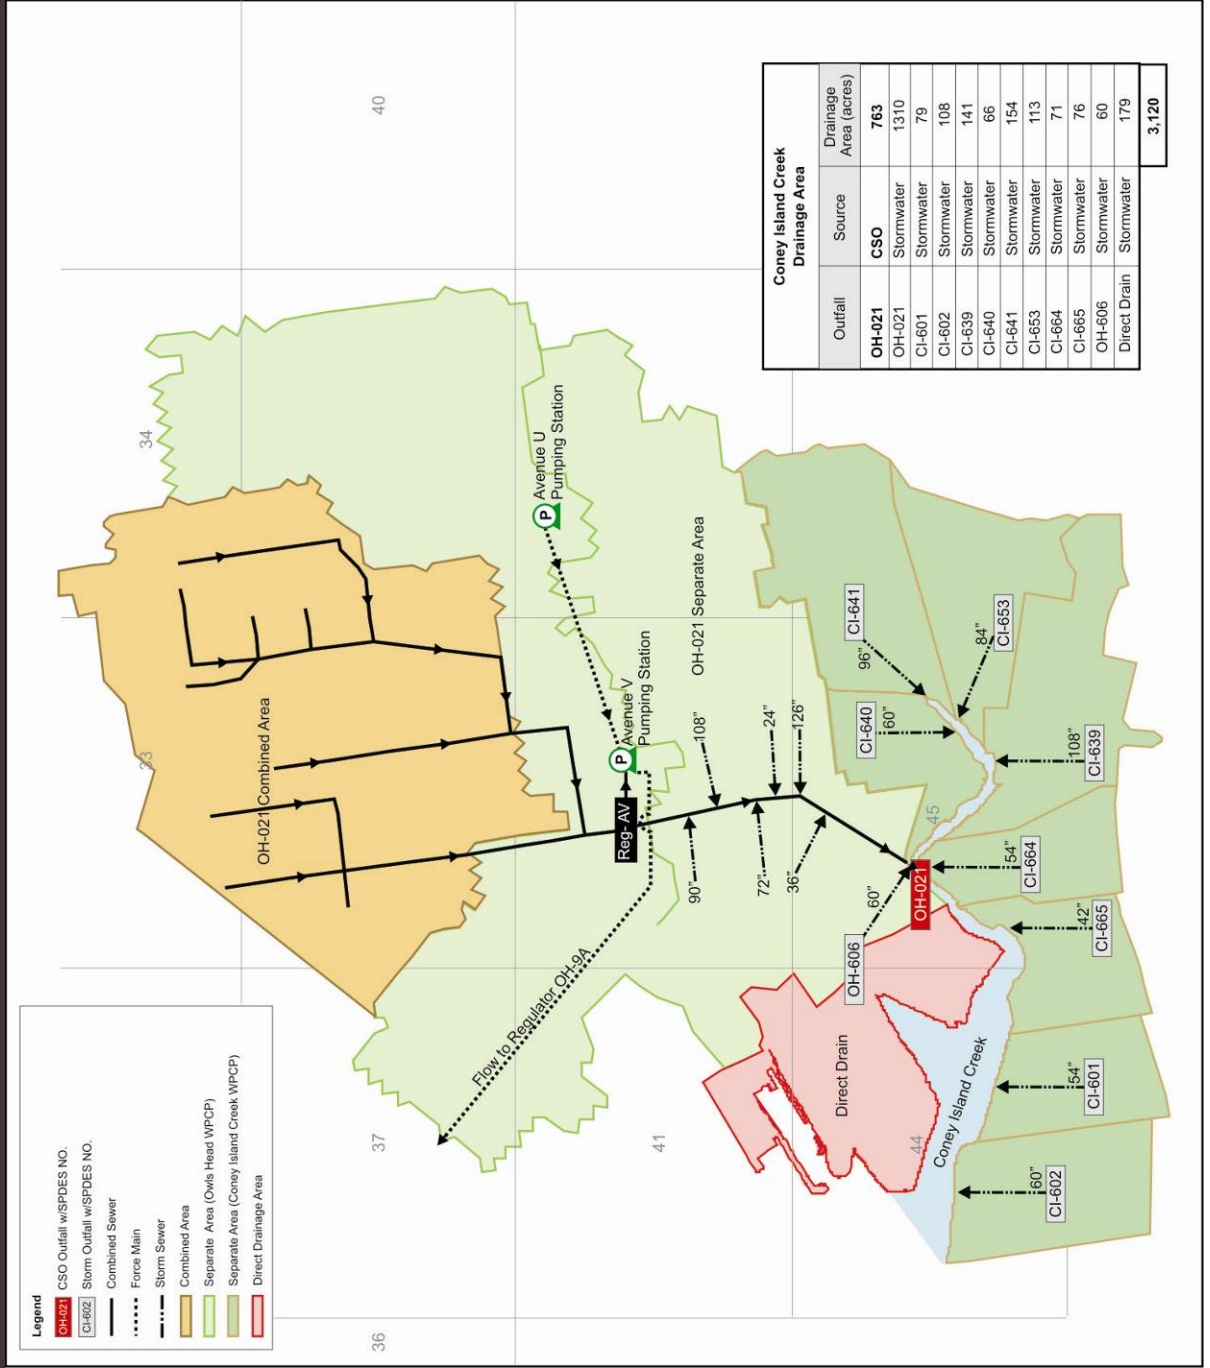 Legend
OH-021 CSO Outfall w/SPDES NO.
CI-602 Storm Outfall w/SPDES NO.
Combined Sewer
Force Main
Storm Sewer
Combined Area
Separate Area (Owls Head WPCP)
Separate Area (Coney Island Creek WPCP)
Direct Drainage Area
36
37
33
34
40
41
44
45
OH-021 Combined Area
Flow to Regulator OH-9A
Reg- AV
P
Avenue V
Pumping Station
P
Avenue U
Pumping Station
OH-021 Separate Area
90"
108"
72"
24"
36"
126"
OH-606
60"
OH-021
CI-640
60"
CI-641
96"
84"
CI-653
108"
CI-639
54"
CI-664
42"
CI-665
54"
CI-601
60"
CI-602
Direct Drain
Coney Island Creek
Coney Island Creek
Drainage Area
Outfall Source Drainage
Area (acres)
OH-021 CSO 763
OH-021 Stormwater 1310
CI-601 Stormwater 79
CI-602 Stormwater 108
CI-639 Stormwater 141
CI-640 Stormwater 66
CI-641 Stormwater 154
CI-653 Stormwater 113
CI-664 Stormwater 71
CI-665 Stormwater 76
OH-606 Stormwater 60
Direct Drain Stormwater 179
3,120